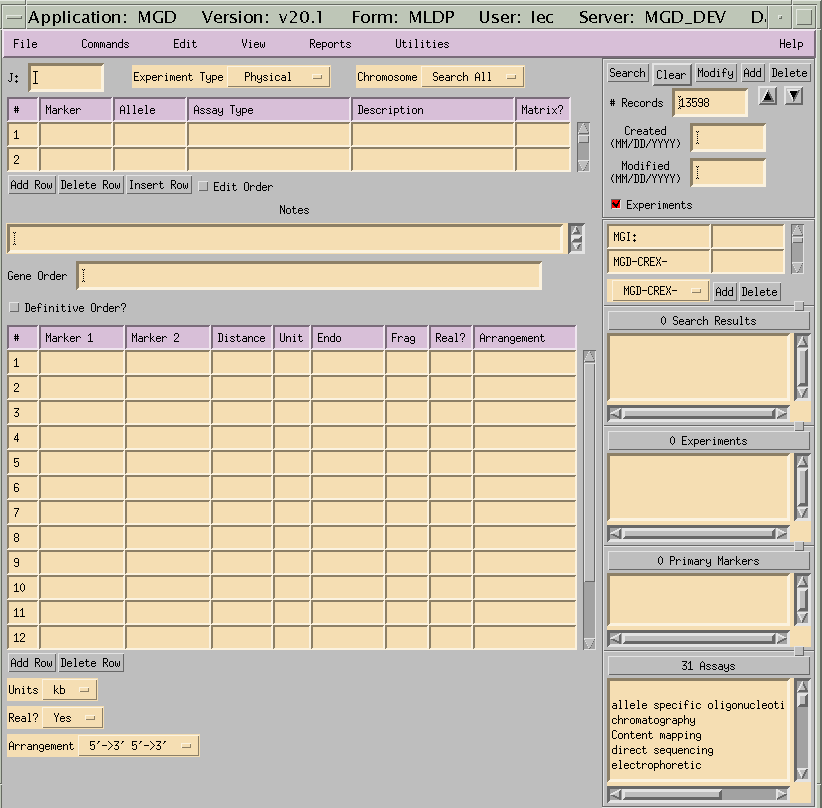 Application: MGD Version: v20.1 Form: MLDP User: lec Server: MGD_DEV
File Commands Edit View Reports Utilities Help
J: Experiment Type Physical Chromosome Search All
# Marker Allele Assay Type Description Matrix?
1
2
Add Row Delete Row Insert Row Edit Order
Notes
Gene Order
Definitive Order?
# Marker 1 Marker 2 Distance Unit Endo Frag Real? Arrangement
1
2
3
4
5
6
7
8
9
10
11
12
Add Row Delete Row
Units kb
Real? Yes
Arrangement 5'->3' 5'->3'
Search Clear Modify Add Delete
# Records 13598
Created
(MM/DD/YYYY)
Modified
(MM/DD/YYYY)
Experiments
MGI:
MGD-CREX-
MGD-CREX- Add Delete
0 Search Results
0 Experiments
0 Primary Markers
31 Assays
allele specific oligonucleoti
chromatography
Content mapping
direct sequencing
electrophoretic